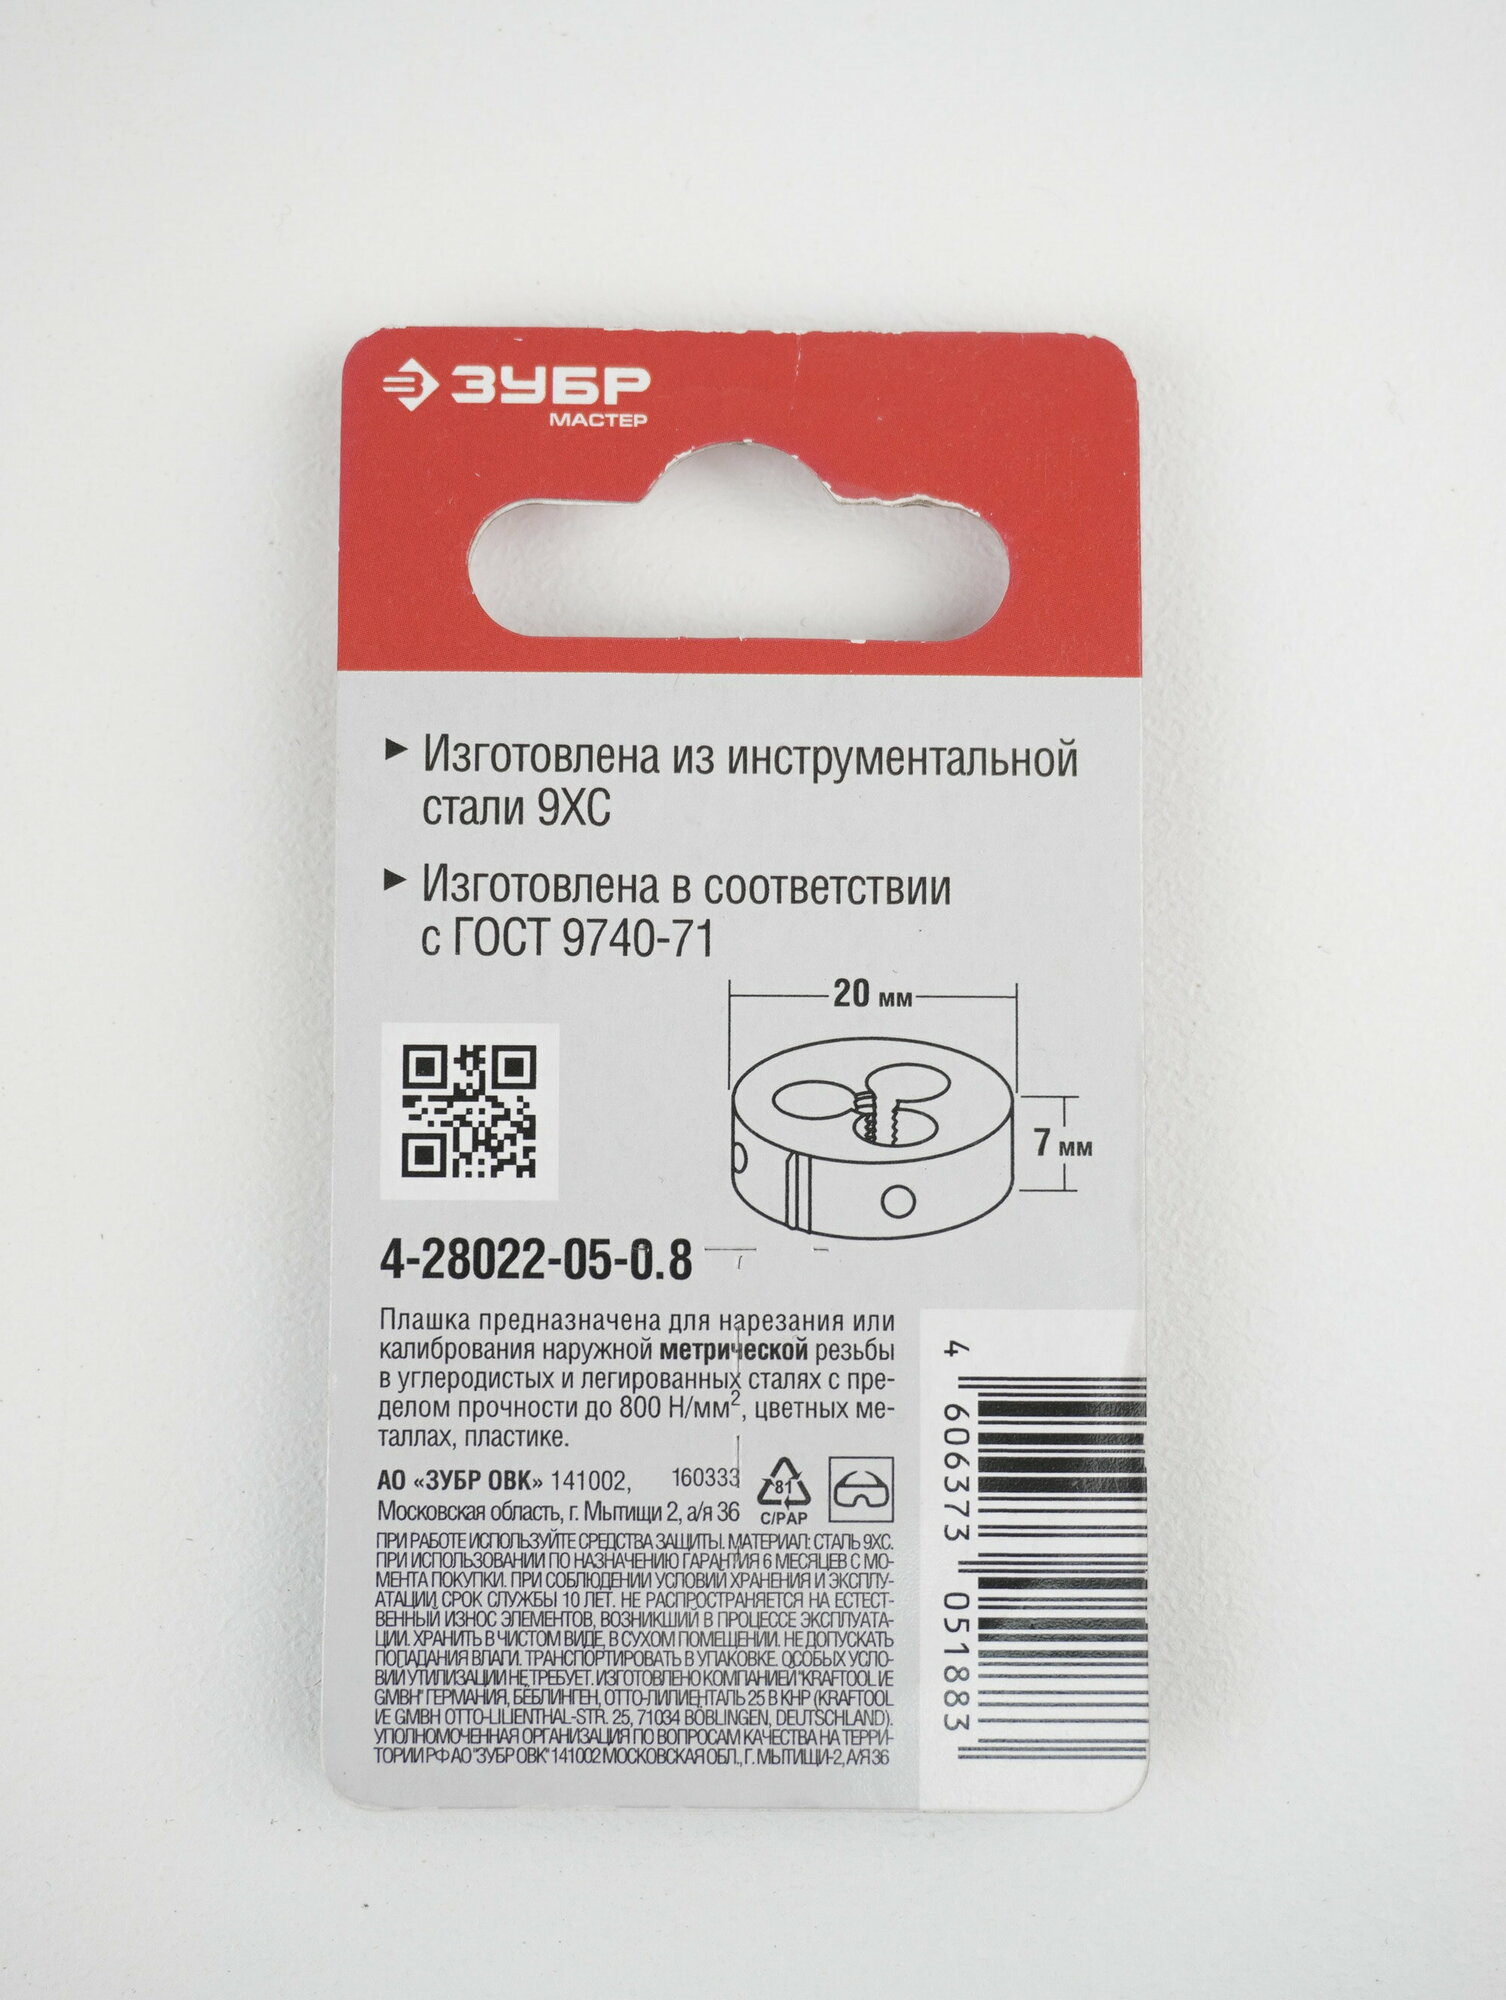 ЗУБР
МАСТЕР
Изготовлена из инструментальной
стали 9ХС
Изготовлена в соответствии
с ГОСТ 9740-71
20 мм
7 мм
4-28022-05-0.8
Плашка предназначена для нарезания или
калибрования наружной метрической резьбы
в углеродистых и легированных сталях с пре-
делом прочности до 800 Н/мм², цветных ме-
таллах, пластике.
АО «ЗУБР ОВК» 141002, 160333
Московская область, г. Мытищи 2, а/я 36
81
C/PAP
ПРИ РАБОТЕ ИСПОЛЬЗУЙТЕ СРЕДСТВА ЗАЩИТЫ. МАТЕРИАЛ: СТАЛЬ 9ХС.
ПРИ ИСПОЛЬЗОВАНИИ ПО НАЗНАЧЕНИЮ ГАРАНТИЯ 6 МЕСЯЦЕВ С МО-
МЕНТА ПОКУПКИ. ПРИ СОБЛЮДЕНИИ УСЛОВИЙ ХРАНЕНИЯ И ЭКСПЛУ-
АТАЦИИ, СРОК СЛУЖБЫ 10 ЛЕТ. НЕ РАСПРОСТРАНЯЕТСЯ НА ЕСТЕСТ-
ВЕННЫЙ ИЗНОС ЭЛЕМЕНТОВ, ВОЗНИКШИЙ В ПРОЦЕССЕ ЭКСПЛУАТА-
ЦИИ. ХРАНИТЬ В ЧИСТОМ ВИДЕ, В СУХОМ ПОМЕЩЕНИИ. НЕ ДОПУСКАТЬ
ПОПАДАНИЯ ВЛАГИ. ТРАНСПОРТИРОВАТЬ В УПАКОВКЕ. ОСОБЫХ УСЛО-
ВИЙ УТИЛИЗАЦИИ НЕ ТРЕБУЕТ. ИЗГОТОВЛЕНО КОМПАНИЕЙ "KRAFTOOL I/E
GMBH" ГЕРМАНИЯ, БЁБЛИНГЕН, ОТТО-ЛИЛИЕНТАЛЬ 25 В КНР (KRAFTOOL
I/E GMBH OTTO-LILIENTHAL-STR. 25, 71034 BÖBLINGEN, DEUTSCHLAND).
УПОЛНОМОЧЕННАЯ ОРГАНИЗАЦИЯ ПО ВОПРОСАМ КАЧЕСТВА НА ТЕРРИ-
ТОРИИ РФ АО "ЗУБР ОВК" 141002 МОСКОВСКАЯ ОБЛ., Г. МЫТИЩИ-2, А/Я 36
4 606373 051883